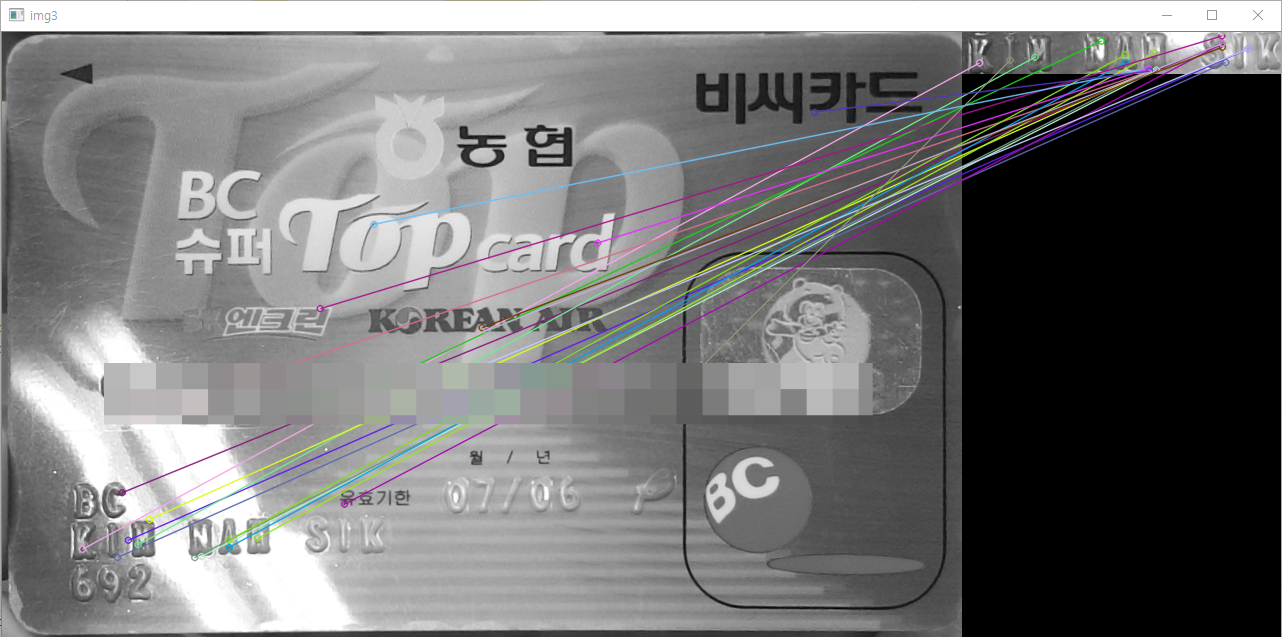 img3
KIM NAM SIK
비씨카드
농협
Top
BC
슈퍼 Top card
엔크린 KOREAN AIR
월 / 년
BC 유효기한 07/06 P
KIM NAM SIK
692
BC